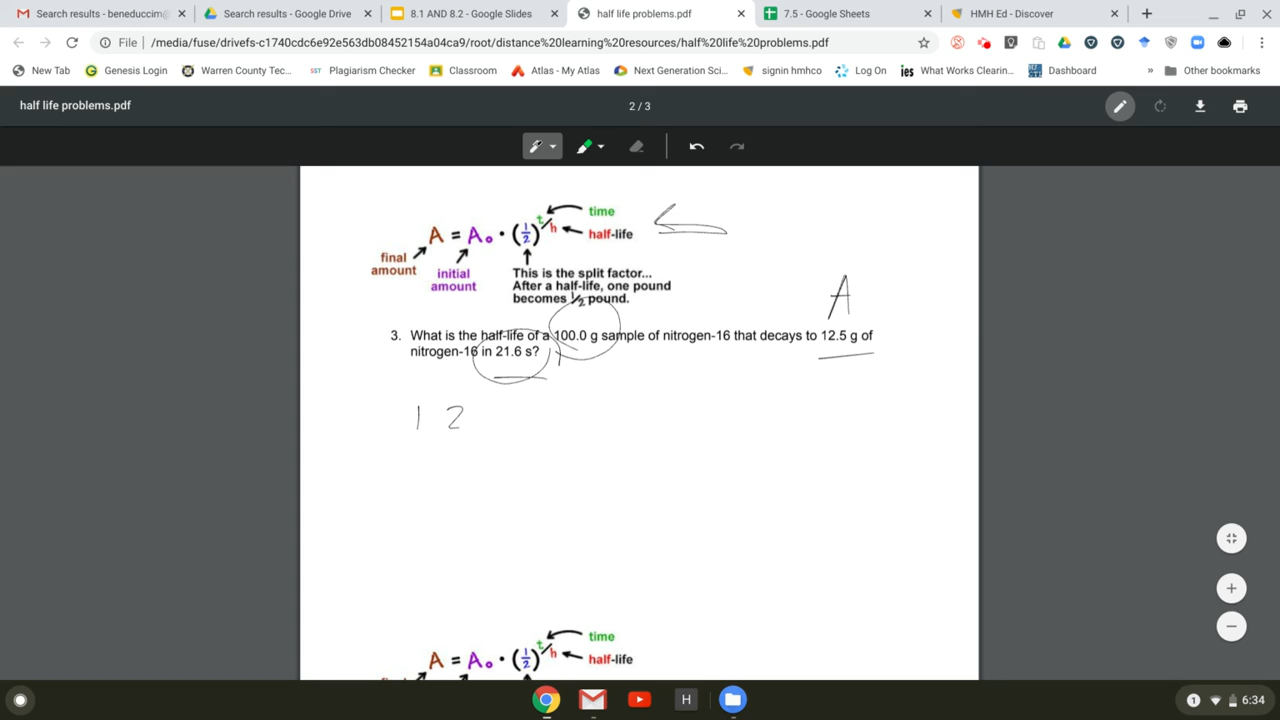 Search results - beneduccim@
Search results - Google Drive
8.1 AND 8.2 - Google Slides
half life problems.pdf
7.5 - Google Sheets
HMH Ed - Discover
File
/media/fuse/drivefs-c1740cdc6e92e563db08452154a04ca9/root/distance%20learning%20resources/half%20life%20problems.pdf
New Tab
Genesis Login
Warren County Tec...
SST
Plagiarism Checker
Classroom
Atlas - My Atlas
Next Generation Sci...
signin hmhco
Log On
ies
What Works Clearin...
Dashboard
»
Other bookmarks
half life problems.pdf
2 / 3
A = A₀ • (1/2)^t/h
time
half-life
final amount
initial amount
This is the split factor...
After a half-life, one pound
becomes ½ pound.
A
3. What is the half-life of a 100.0 g sample of nitrogen-16 that decays to 12.5 g of
nitrogen-16 in 21.6 s?
1 2
time
A = A₀ • (1/2)^t/h
half-life
H
1
6:34